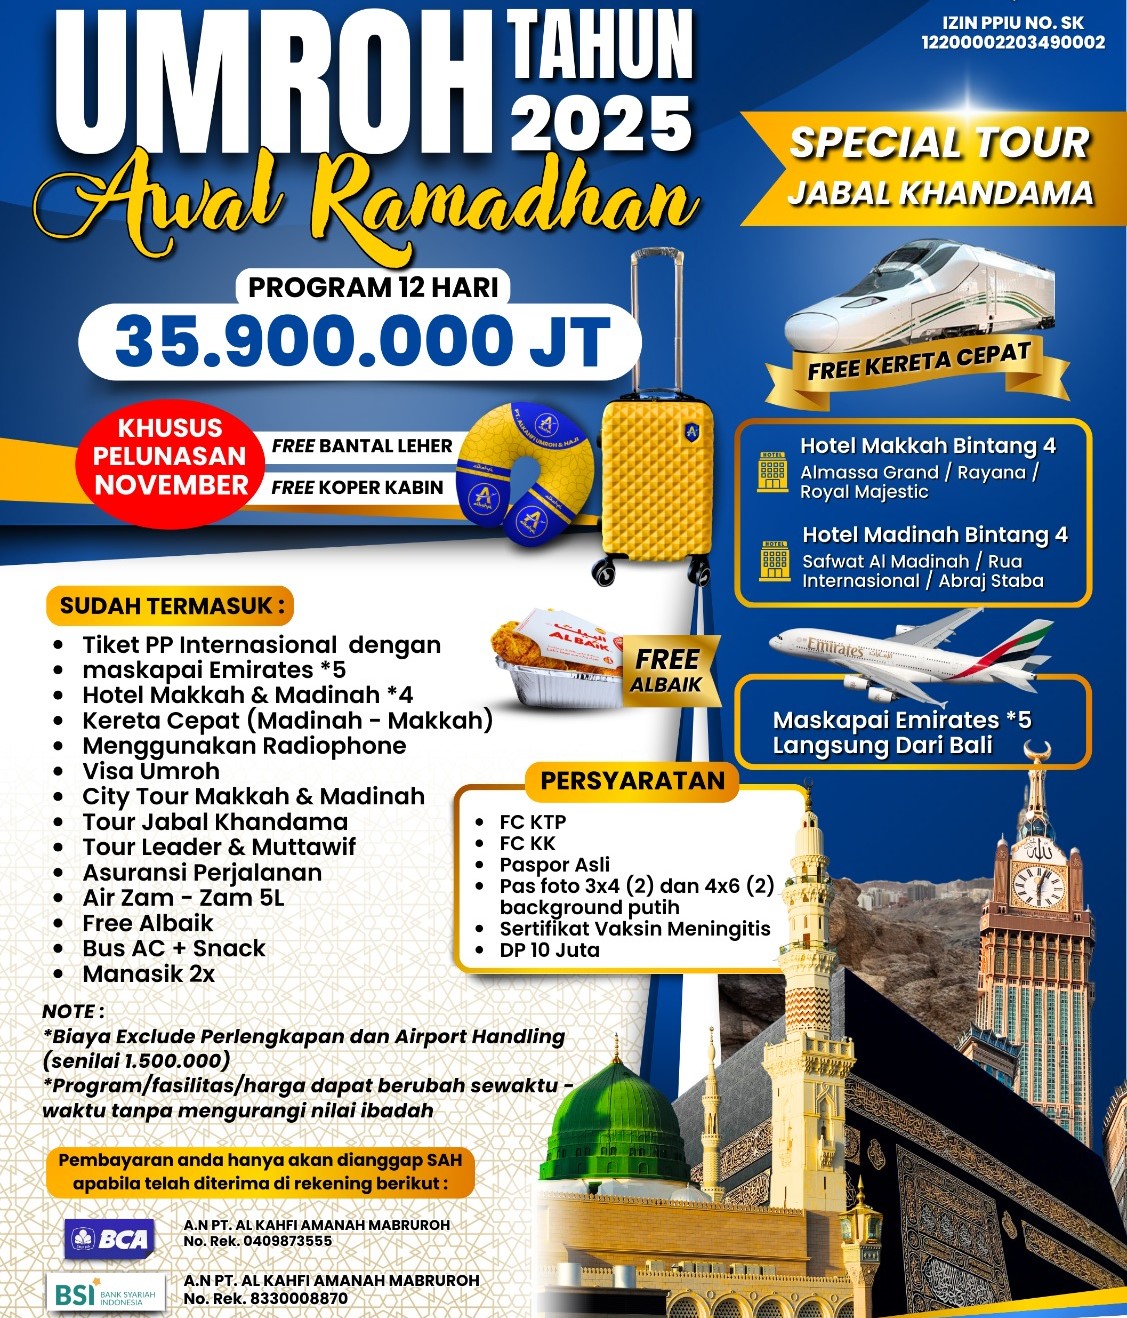 UMROH TAHUN 2025
Awal Ramadhan
IZIN PPIU NO. SK
12200002203490002
SPECIAL TOUR
JABAL KHANDAMA
PROGRAM 12 HARI
35.900.000 JT
FREE KERETA CEPAT
KHUSUS
PELUNASAN
NOVEMBER
FREE BANTAL LEHER
FREE KOPER KABIN
PT. ALKAHFI UMROH & HAJI
Hotel Makkah Bintang 4
Almassa Grand / Rayana /
Royal Majestic
Hotel Madinah Bintang 4
Safwat Al Madinah / Rua
Internasional / Abraj Staba
SUDAH TERMASUK :
• Tiket PP Internasional dengan
• maskapai Emirates *5
• Hotel Makkah & Madinah *4
• Kereta Cepat (Madinah - Makkah)
• Menggunakan Radiophone
• Visa Umroh
• City Tour Makkah & Madinah
• Tour Jabal Khandama
• Tour Leader & Muttawif
• Asuransi Perjalanan
• Air Zam - Zam 5L
• Free Albaik
• Bus AC + Snack
• Manasik 2x
البيك
ALBAIK
FREE
ALBAIK
Emirates
Maskapai Emirates *5
Langsung Dari Bali
PERSYARATAN
• FC KTP
• FC KK
• Paspor Asli
• Pas foto 3x4 (2) dan 4x6 (2)
background putih
• Sertifikat Vaksin Meningitis
• DP 10 Juta
NOTE :
*Biaya Exclude Perlengkapan dan Airport Handling
(senilai 1.500.000)
*Program/fasilitas/harga dapat berubah sewaktu -
waktu tanpa mengurangi nilai ibadah
Pembayaran anda hanya akan dianggap SAH
apabila telah diterima di rekening berikut :
BCA
A.N PT. AL KAHFI AMANAH MABRUROH
No. Rek. 0409873555
BSI BANK SYARIAH
INDONESIA
A.N PT. AL KAHFI AMANAH MABRUROH
No. Rek. 8330008870